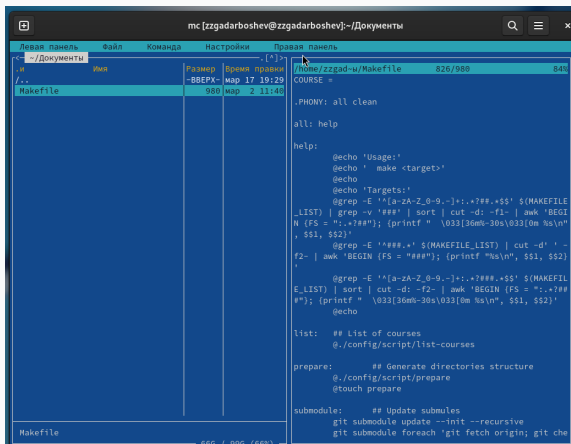 mc [zzgadarboshev@zzgadarboshev]:~/Документы
Левая панель Файл Команда Настройки Правая панель
<— ~/Документы .[^]>
.и Имя Размер Время правки
/.. -ВВЕРХ- мар 17 19:29
Makefile 980 мар 2 11:40
Makefile
/home/zzgad~ы/Makefile 826/980 84%
COURSE =
.PHONY: all clean
all: help
help:
@echo 'Usage:'
@echo ' make <target>'
@echo
@echo 'Targets:'
@grep -E '^[a-zA-Z_0-9.-]+:.*?##.*$$' $(MAKEFILE
_LIST) | grep -v '###' | sort | cut -d: -f1- | awk 'BEGI
N {FS = ":.*?##"}; {printf " \033[36m%-30s\033[0m %s\n"
, $$1, $$2}'
@grep -E '^###.*' $(MAKEFILE_LIST) | cut -d' ' -
f2- | awk 'BEGIN {FS = "###"}; {printf "%s\n", $$1, $$2}
'
@grep -E '^[a-zA-Z_0-9.-]+:.*?###.*$$' $(MAKEFIL
E_LIST) | sort | cut -d: -f2- | awk 'BEGIN {FS = ":.*?##
#"}; {printf " \033[36m%-30s\033[0m %s\n", $$1, $$2}'
@echo
list: ## List of courses
@./config/script/list-courses
prepare: ## Generate directories structure
@./config/script/prepare
@touch prepare
submodule: ## Update submules
git submodule update --init --recursive
git submodule foreach 'git fetch origin; git che